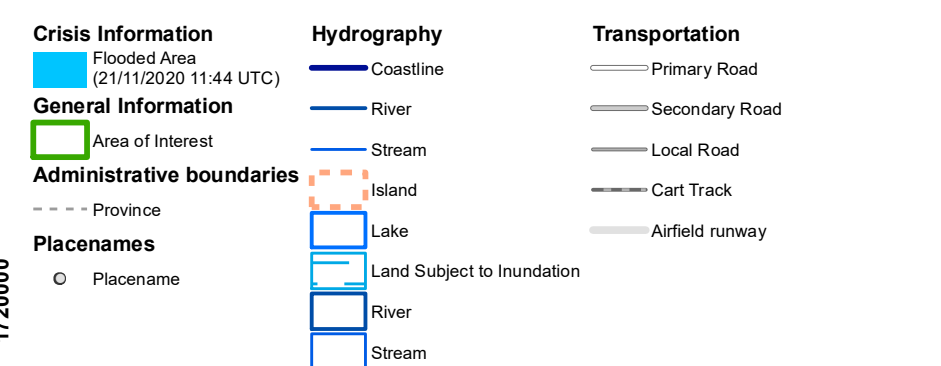 Crisis Information
Flooded Area
(21/11/2020 11:44 UTC)
General Information
Area of Interest
Administrative boundaries
Province
Placenames
Placename
Hydrography
Coastline
River
Stream
Island
Lake
Land Subject to Inundation
River
Stream
Transportation
Primary Road
Secondary Road
Local Road
Cart Track
Airfield runway